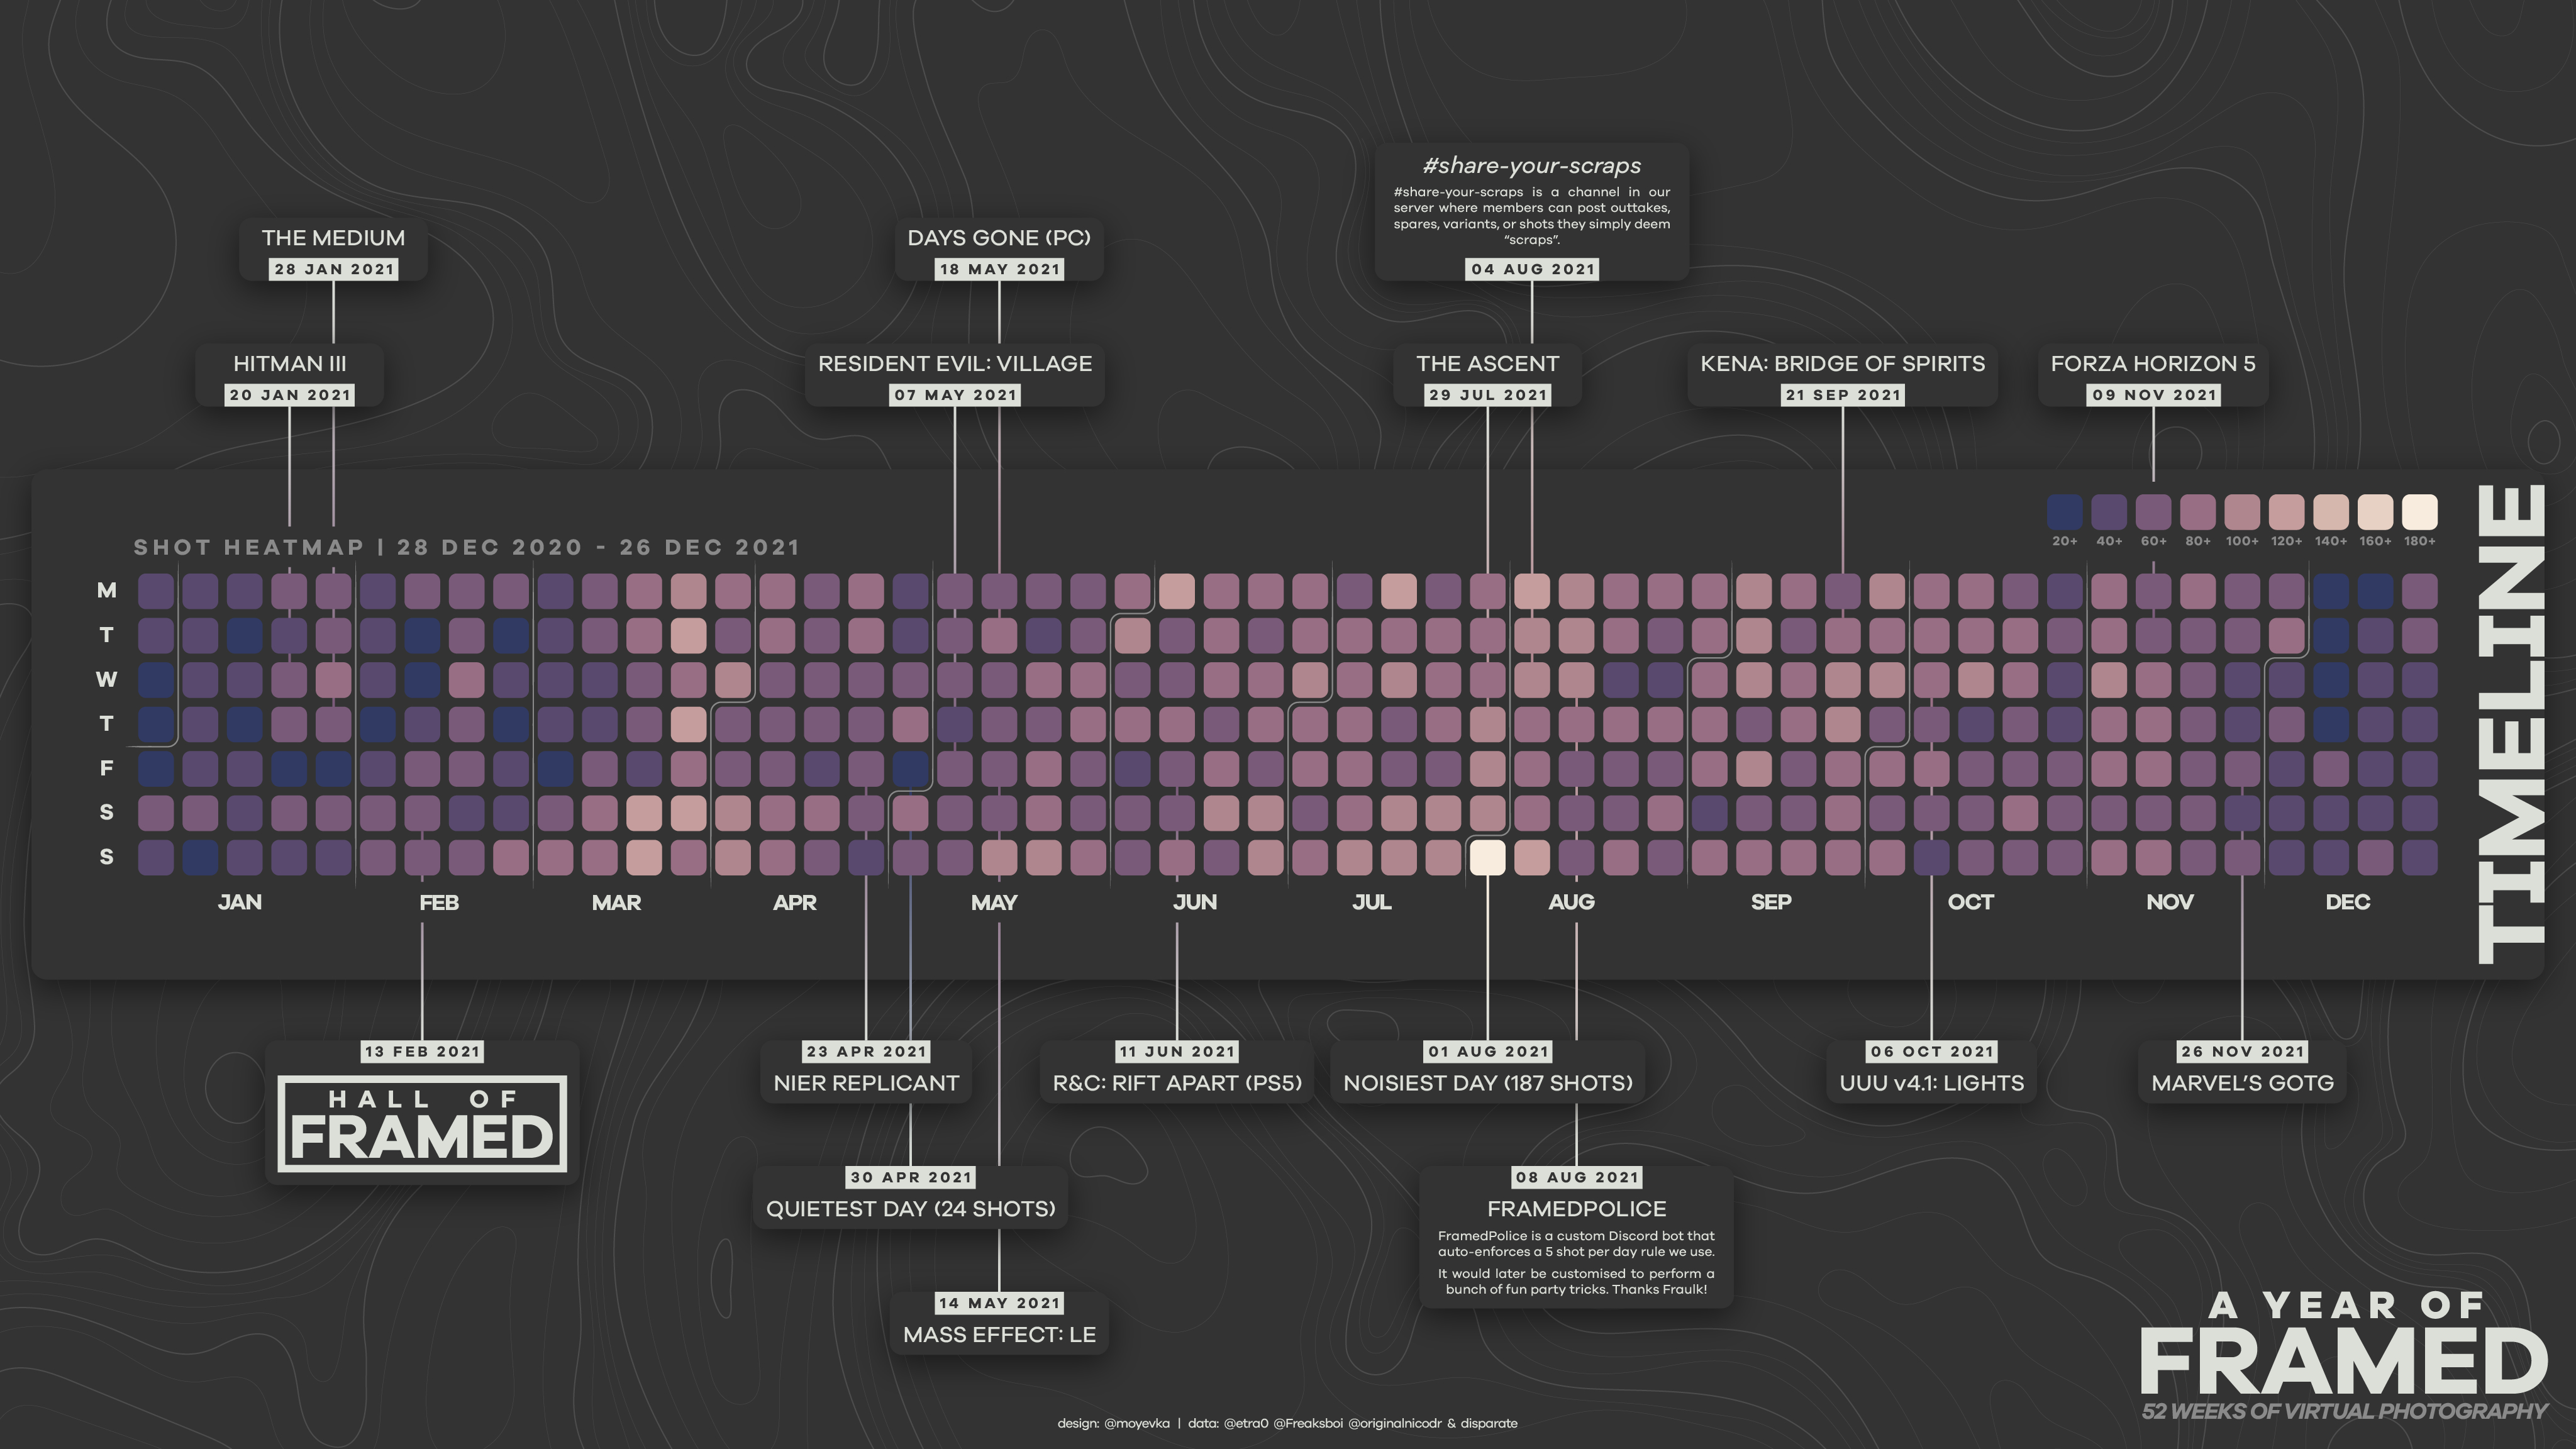 #share-your-scraps
#share-your-scraps is a channel in our
server where members can post outtakes,
spares, variants, or shots they simply deem
“scraps”.
04 AUG 2021
THE MEDIUM
28 JAN 2021
DAYS GONE (PC)
18 MAY 2021
HITMAN III
20 JAN 2021
RESIDENT EVIL: VILLAGE
07 MAY 2021
THE ASCENT
29 JUL 2021
KENA: BRIDGE OF SPIRITS
21 SEP 2021
FORZA HORIZON 5
09 NOV 2021
SHOT HEATMAP | 28 DEC 2020 - 26 DEC 2021
20+ 40+ 60+ 80+ 100+ 120+ 140+ 160+ 180+
TIMELINE
M
T
W
T
F
S
S
JAN FEB MAR APR MAY JUN JUL AUG SEP OCT NOV DEC
13 FEB 2021
HALL OF
FRAMED
23 APR 2021
NIER REPLICANT
11 JUN 2021
R&C: RIFT APART (PS5)
01 AUG 2021
NOISIEST DAY (187 SHOTS)
06 OCT 2021
UUU v4.1: LIGHTS
26 NOV 2021
MARVEL’S GOTG
30 APR 2021
QUIETEST DAY (24 SHOTS)
08 AUG 2021
FRAMEDPOLICE
FramedPolice is a custom Discord bot that
auto-enforces a 5 shot per day rule we use.
It would later be customised to perform a
bunch of fun party tricks. Thanks Fraulk!
14 MAY 2021
MASS EFFECT: LE
A YEAR OF
FRAMED
52 WEEKS OF VIRTUAL PHOTOGRAPHY
design: @moyevka | data: @etra0 @Freaksboi @originalnicodr & disparate